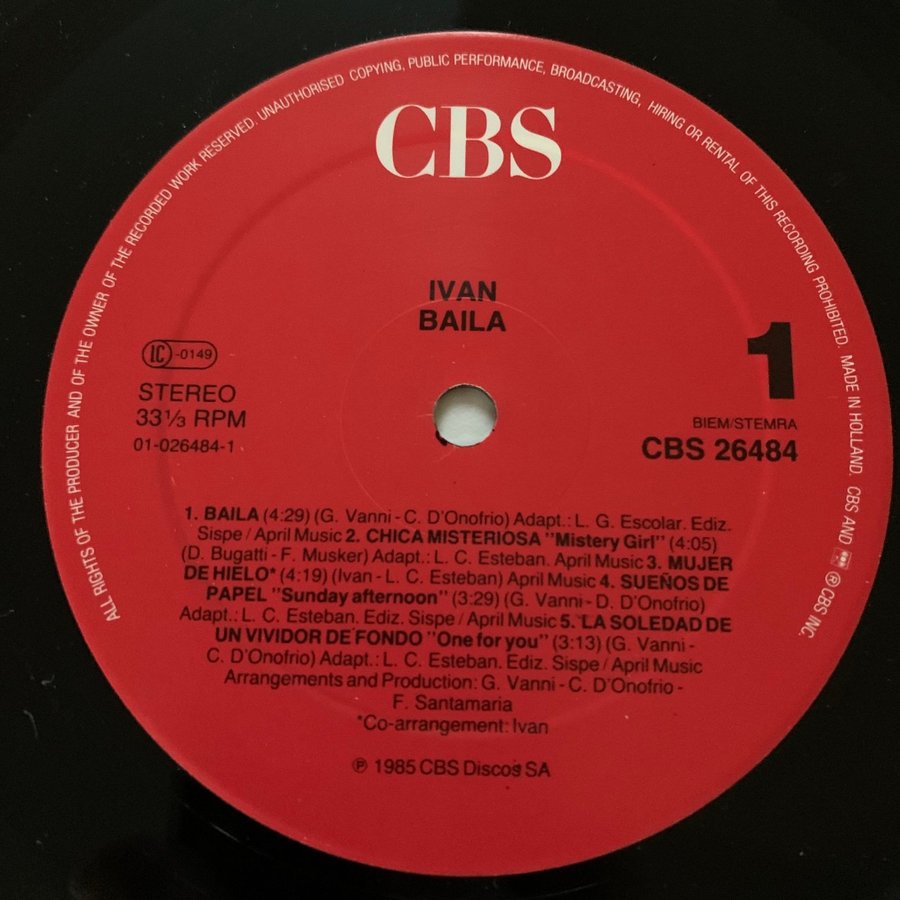 ALL RIGHTS OF THE PRODUCER AND OF THE OWNER OF THE RECORDED WORK RESERVED. UNAUTHORISED COPYING, PUBLIC PERFORMANCE, BROADCASTING, HIRING OR RENTAL OF THIS RECORDING PROHIBITED. MADE IN HOLLAND. CBS AND ® CBS INC.
CBS
IVAN
BAILA
LC -0149
STEREO
33⅓ RPM
01-026484-1
1
BIEM/STEMRA
CBS 26484
1. BAILA (4:29) (G. Vanni - C. D'Onofrio) Adapt.: L. G. Escolar. Ediz.
Sispe / April Music 2. CHICA MISTERIOSA "Mistery Girl" (4:05)
(D. Bugatti - F. Musker) Adapt.: L. C. Esteban. April Music 3. MUJER
DE HIELO* (4:19) (Ivan - L. C. Esteban) April Music 4. SUEÑOS DE
PAPEL "Sunday afternoon" (3:29) (G. Vanni - D. D'Onofrio)
Adapt.: L. C. Esteban. Ediz. Sispe / April Music 5. LA SOLEDAD DE
UN VIVIDOR DE FONDO "One for you" (3:13) (G. Vanni -
C. D'Onofrio) Adapt.: L. C. Esteban. Ediz. Sispe / April Music
Arrangements and Production: G. Vanni - C. D'Onofrio -
F. Santamaria
*Co-arrangement: Ivan
℗ 1985 CBS Discos SA